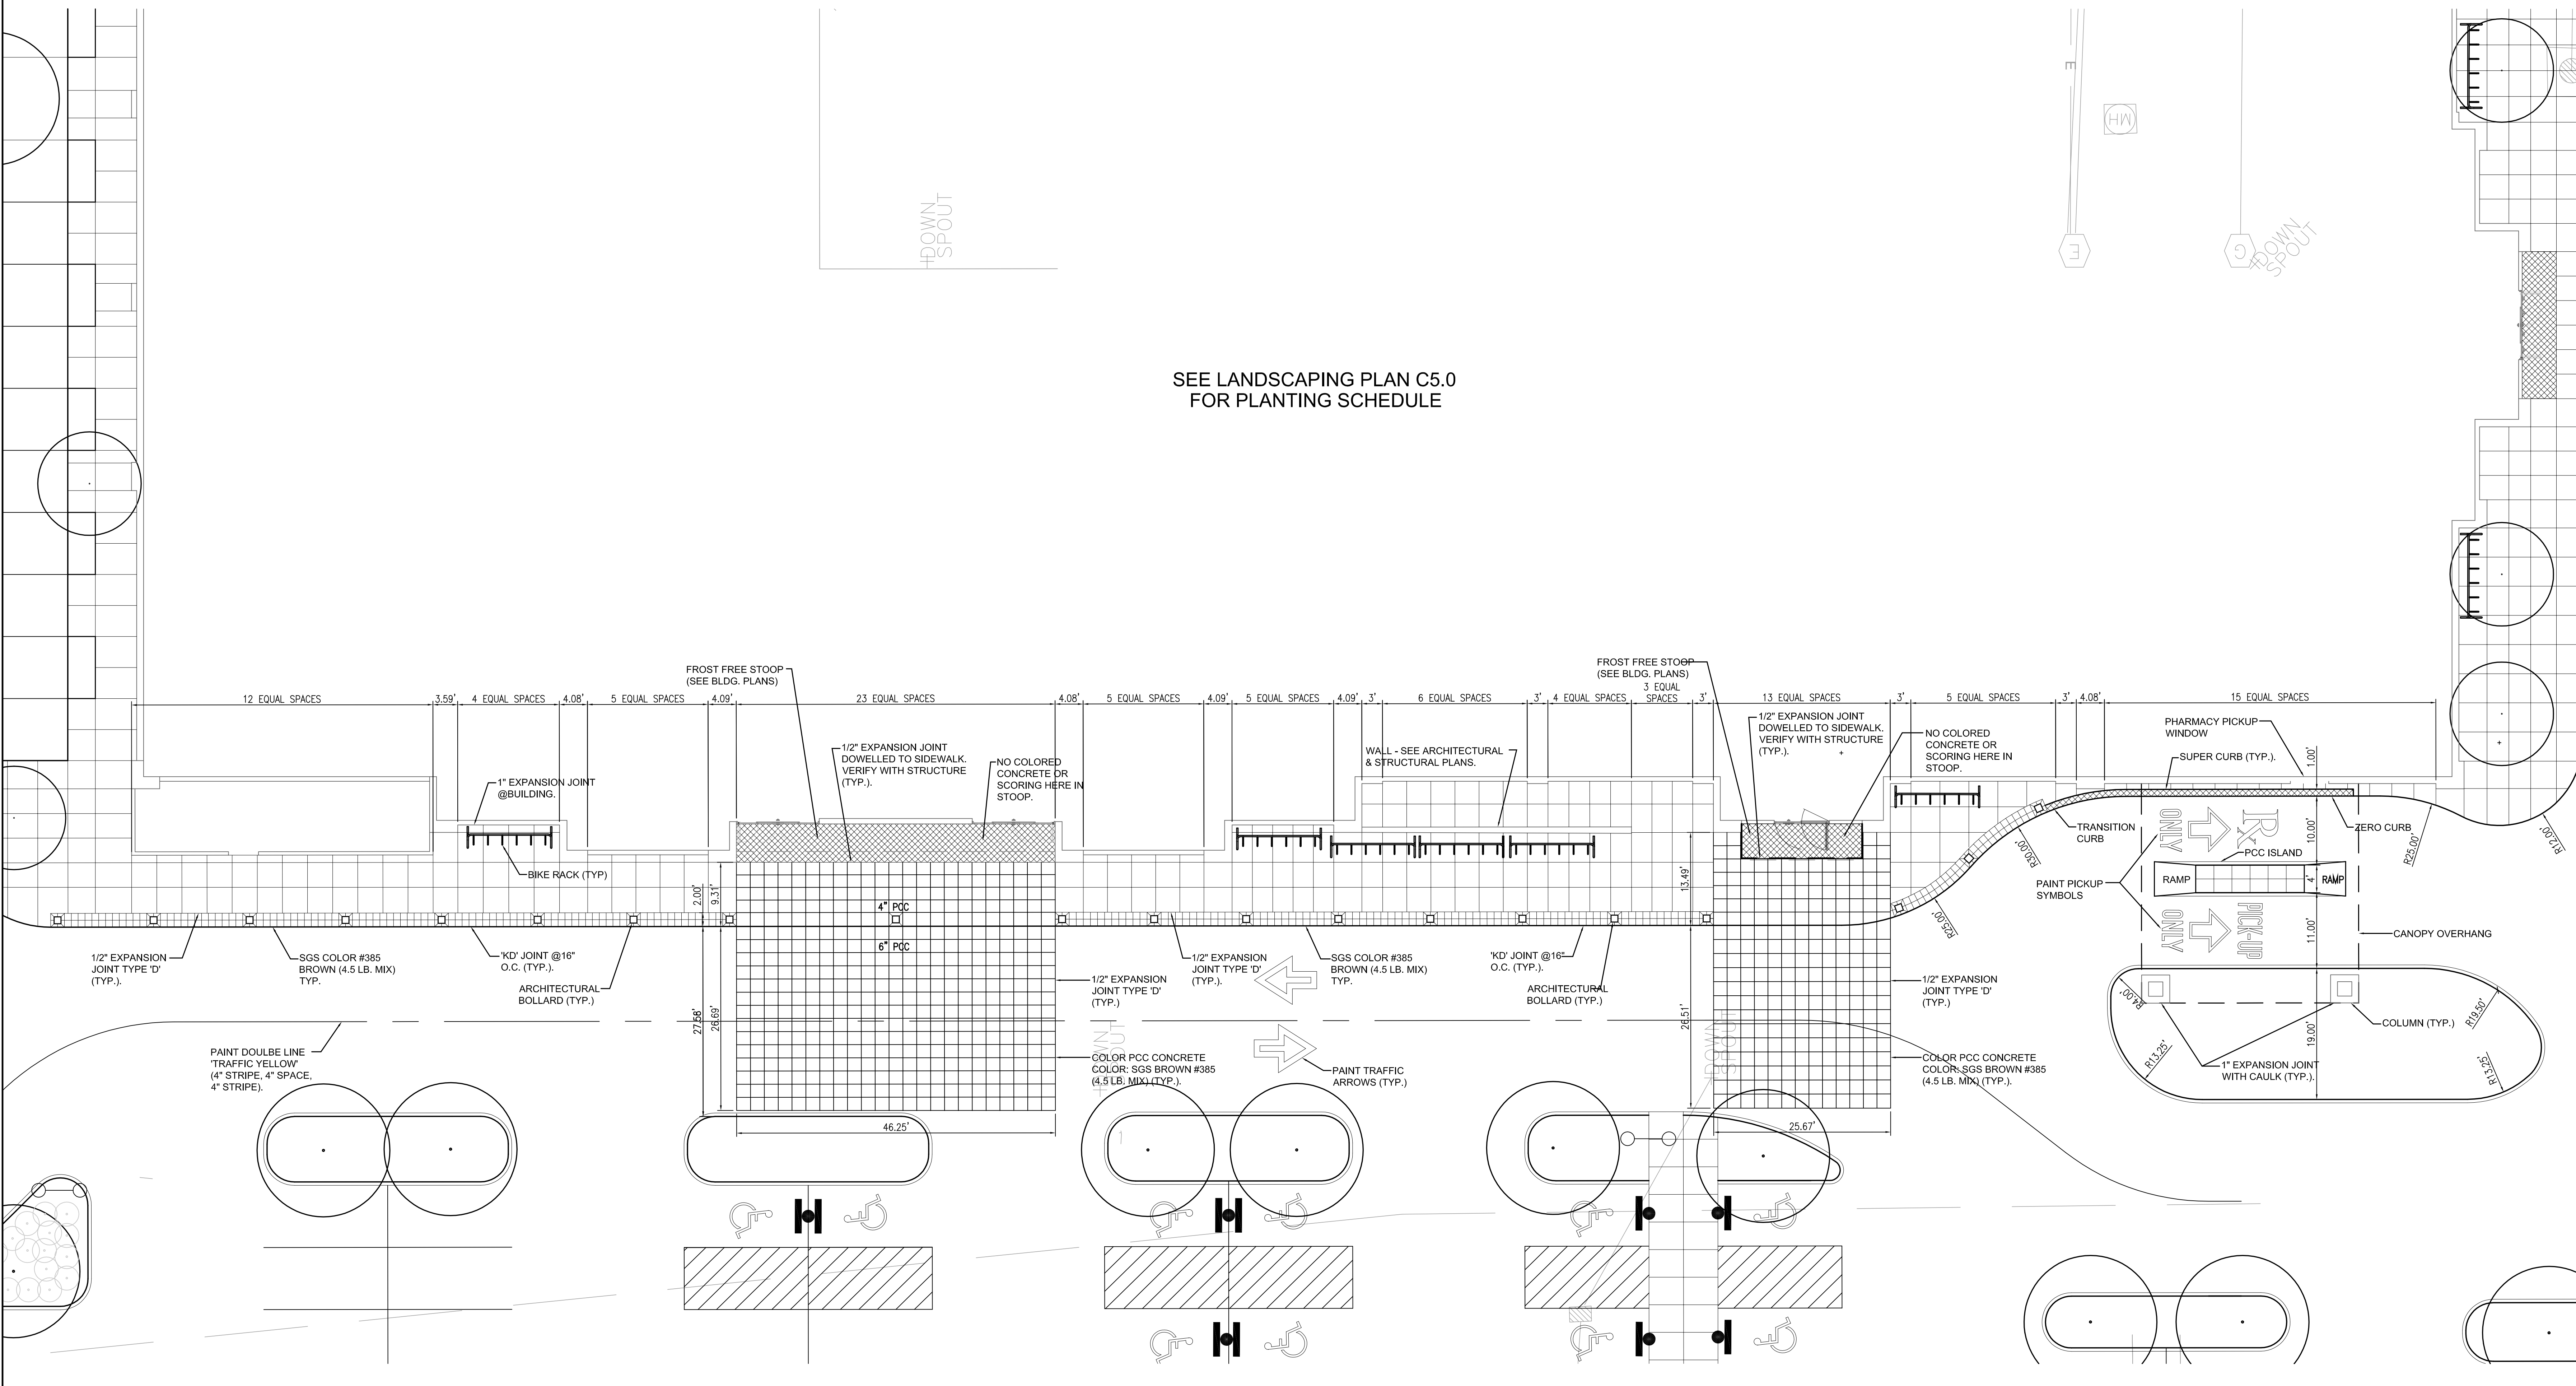 E
MH
DOWN
SPOUT
E
G
DOWN
SPOUT
SEE LANDSCAPING PLAN C5.0
FOR PLANTING SCHEDULE
FROST FREE STOOP
(SEE BLDG. PLANS)
FROST FREE STOOP
(SEE BLDG. PLANS)
12 EQUAL SPACES
3.59'
4 EQUAL SPACES
4.08'
5 EQUAL SPACES
4.09'
23 EQUAL SPACES
4.08'
5 EQUAL SPACES
4.09'
5 EQUAL SPACES
4.09'
3'
6 EQUAL SPACES
3'
4 EQUAL SPACES
3 EQUAL
SPACES
3'
13 EQUAL SPACES
3'
5 EQUAL SPACES
3'
4.08'
15 EQUAL SPACES
1" EXPANSION JOINT
@BUILDING.
1/2" EXPANSION JOINT
DOWELLED TO SIDEWALK.
VERIFY WITH STRUCTURE
(TYP.).
NO COLORED
CONCRETE OR
SCORING HERE IN
STOOP.
WALL - SEE ARCHITECTURAL
& STRUCTURAL PLANS.
1/2" EXPANSION JOINT
DOWELLED TO SIDEWALK.
VERIFY WITH STRUCTURE
(TYP.).
NO COLORED
CONCRETE OR
SCORING HERE IN
STOOP.
PHARMACY PICKUP
WINDOW
SUPER CURB (TYP.).
1.00'
BIKE RACK (TYP)
2.00'
9.31'
4" PCC
6" PCC
13.49'
TRANSITION
CURB
R30.00'
R25.00'
ONLY
Rx
10.00'
ZERO CURB
R25.00'
R12.00'
PCC ISLAND
RAMP
4'
RAMP
PAINT PICKUP
SYMBOLS
ONLY
PICK-UP
11.00'
CANOPY OVERHANG
1/2" EXPANSION
JOINT TYPE 'D'
(TYP.).
SGS COLOR #385
BROWN (4.5 LB. MIX)
TYP.
'KD' JOINT @16"
O.C. (TYP.).
ARCHITECTURAL
BOLLARD (TYP.)
27.58'
26.69'
1/2" EXPANSION
JOINT TYPE 'D'
(TYP.)
1/2" EXPANSION
JOINT TYPE 'D'
(TYP.).
SGS COLOR #385
BROWN (4.5 LB. MIX)
TYP.
'KD' JOINT @16"
O.C. (TYP.).
ARCHITECTURAL
BOLLARD (TYP.)
26.51'
1/2" EXPANSION
JOINT TYPE 'D'
(TYP.)
R4.00'
R19.50'
COLUMN (TYP.)
19.00'
R13.25'
R13.25'
1" EXPANSION JOINT
WITH CAULK (TYP.).
PAINT DOULBE LINE
'TRAFFIC YELLOW'
(4" STRIPE, 4" SPACE,
4" STRIPE).
DOWN
SPOUT
COLOR PCC CONCRETE
COLOR: SGS BROWN #385
(4.5 LB. MIX) (TYP.).
PAINT TRAFFIC
ARROWS (TYP.)
DOWN
SPOUT
COLOR PCC CONCRETE
COLOR: SGS BROWN #385
(4.5 LB. MIX) (TYP.).
46.25'
25.67'